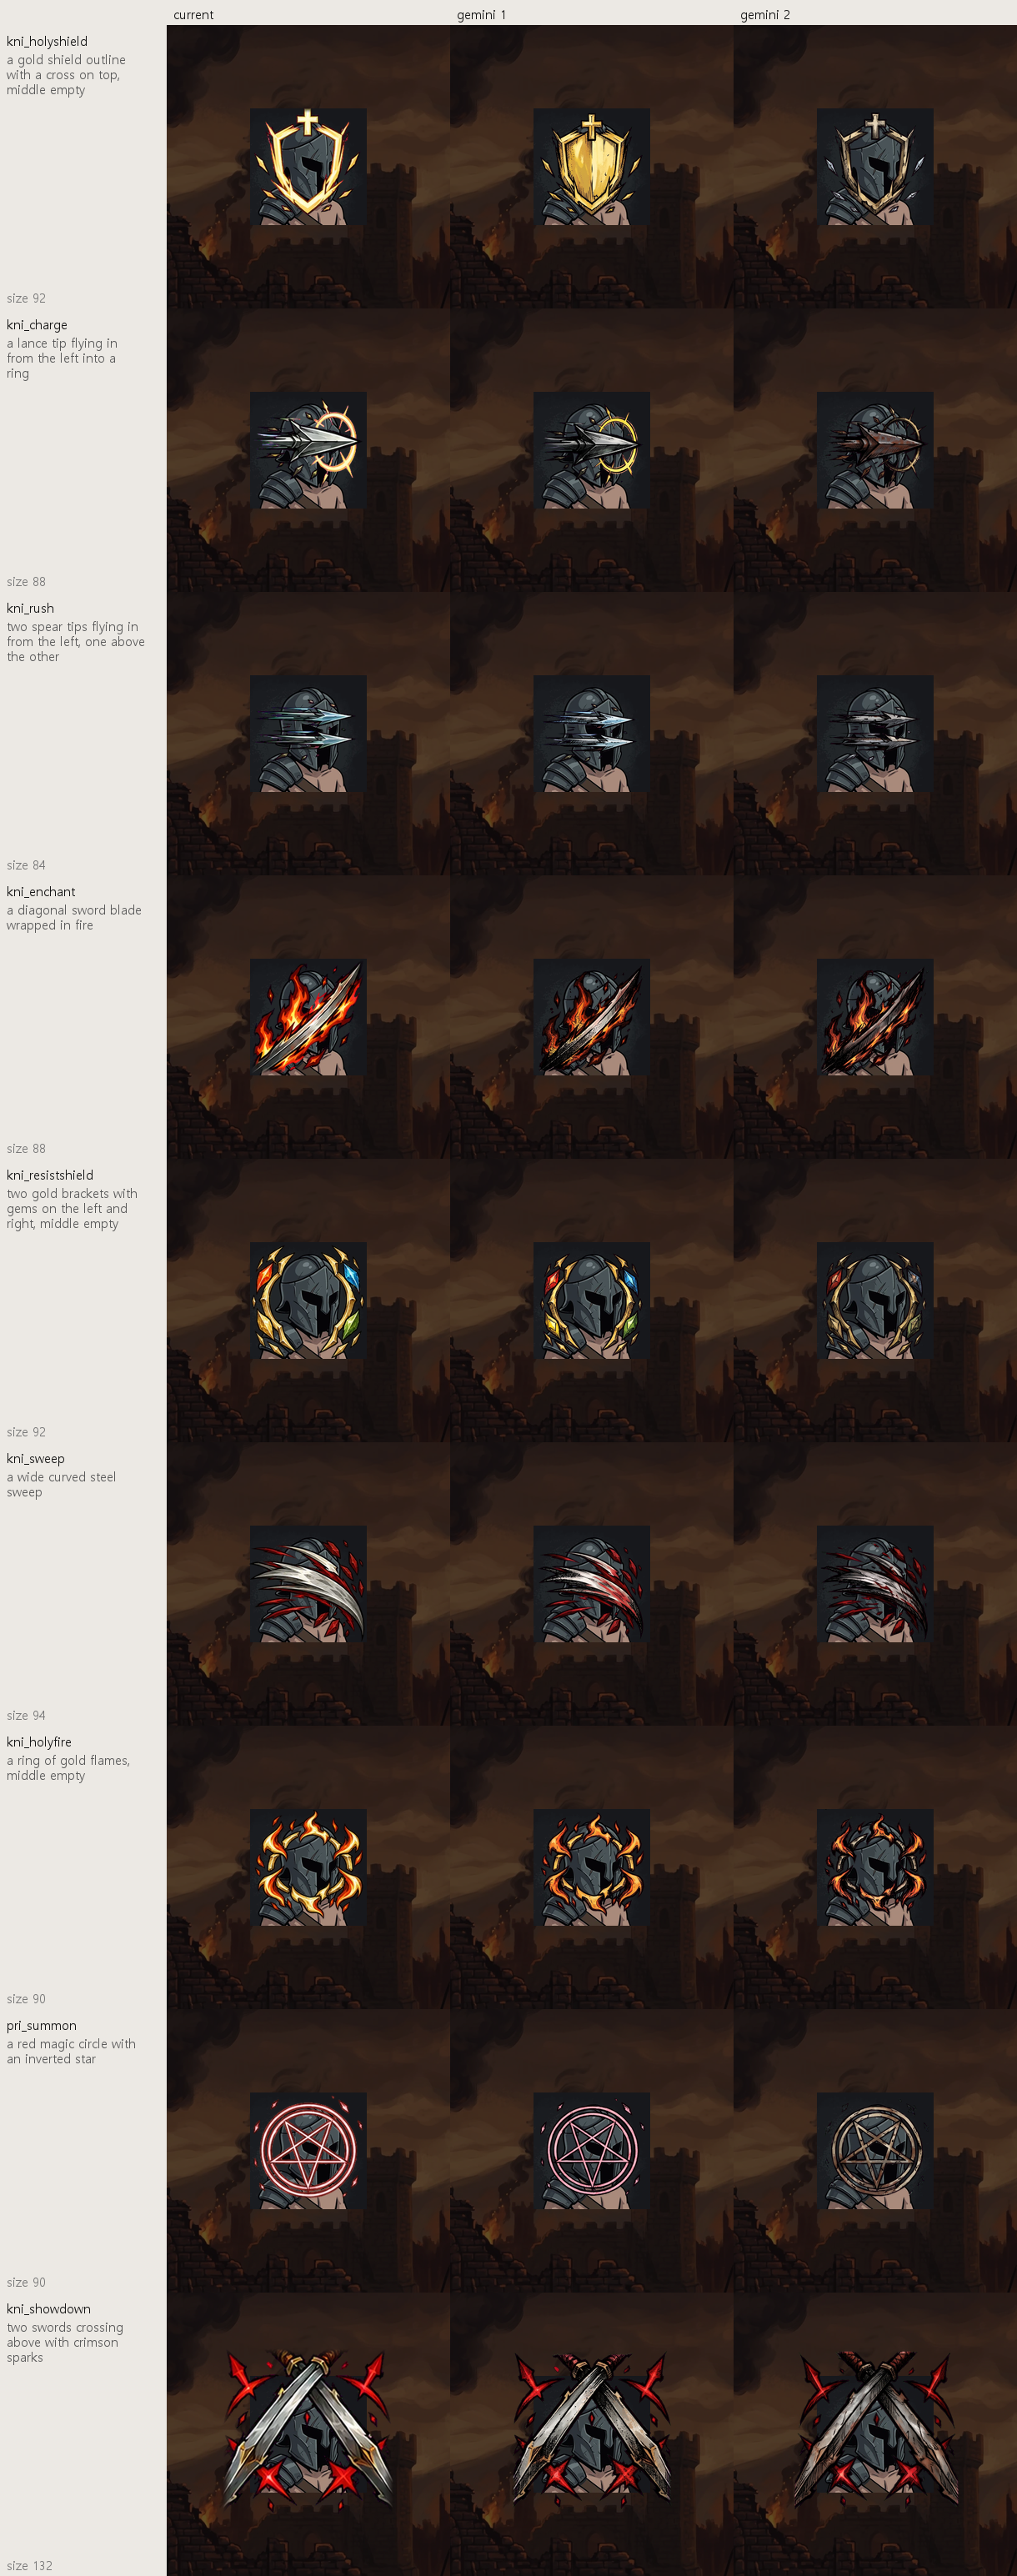 current
gemini 1
gemini 2
kni_holyshield
a gold shield outline
with a cross on top,
middle empty
size 92
kni_charge
a lance tip flying in
from the left into a
ring
size 88
kni_rush
two spear tips flying in
from the left, one above
the other
size 84
kni_enchant
a diagonal sword blade
wrapped in fire
size 88
kni_resistshield
two gold brackets with
gems on the left and
right, middle empty
size 92
kni_sweep
a wide curved steel
sweep
size 94
kni_holyfire
a ring of gold flames,
middle empty
size 90
pri_summon
a red magic circle with
an inverted star
size 90
kni_showdown
two swords crossing
above with crimson
sparks
size 132